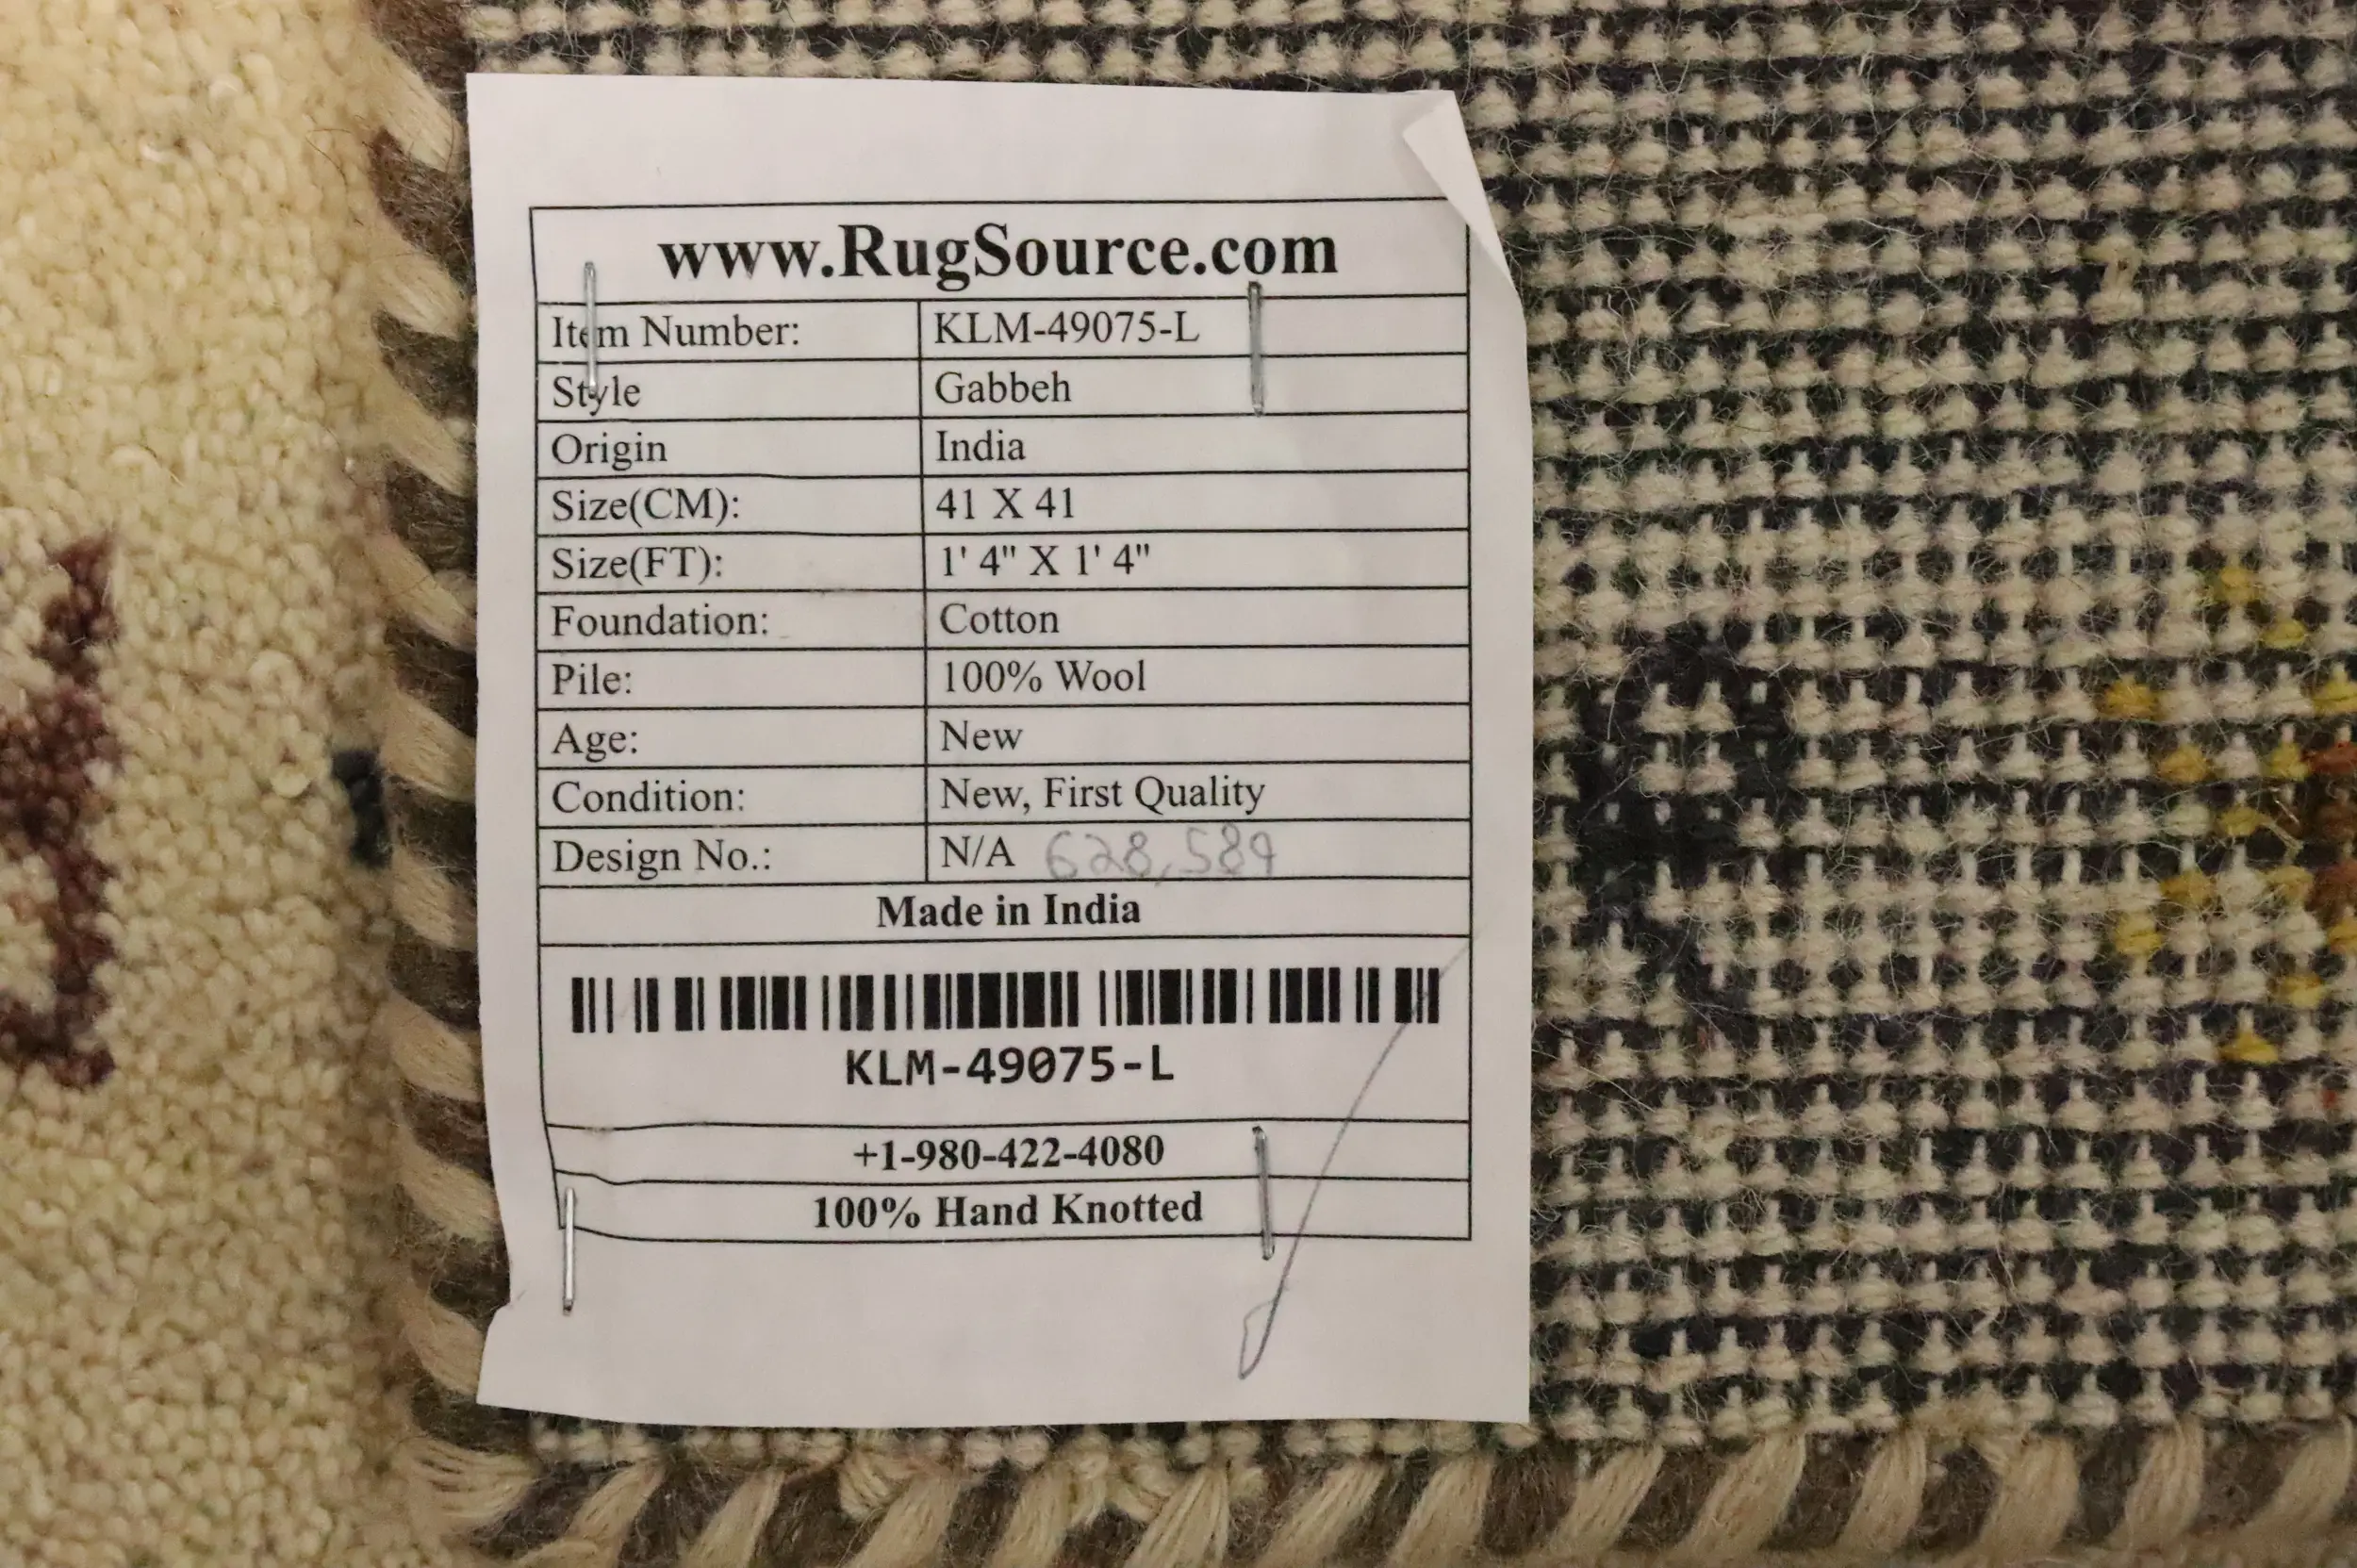 www.RugSource.com
Item Number: KLM-49075-L
Style Gabbeh
Origin India
Size(CM): 41 X 41
Size(FT): 1' 4" X 1' 4"
Foundation: Cotton
Pile: 100% Wool
Age: New
Condition: New, First Quality
Design No.: N/A 628,589
Made in India
KLM-49075-L
+1-980-422-4080
100% Hand Knotted